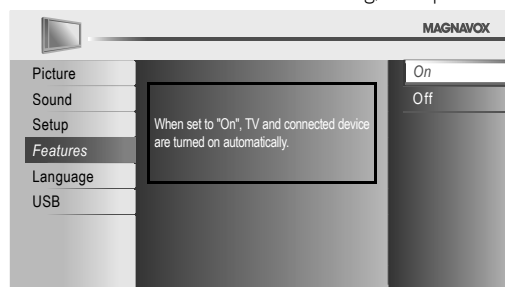 MAGNAVOX
Picture
Sound
Setup
Features
Language
USB
When set to "On", TV and connected device
are turned on automatically.
On
Off